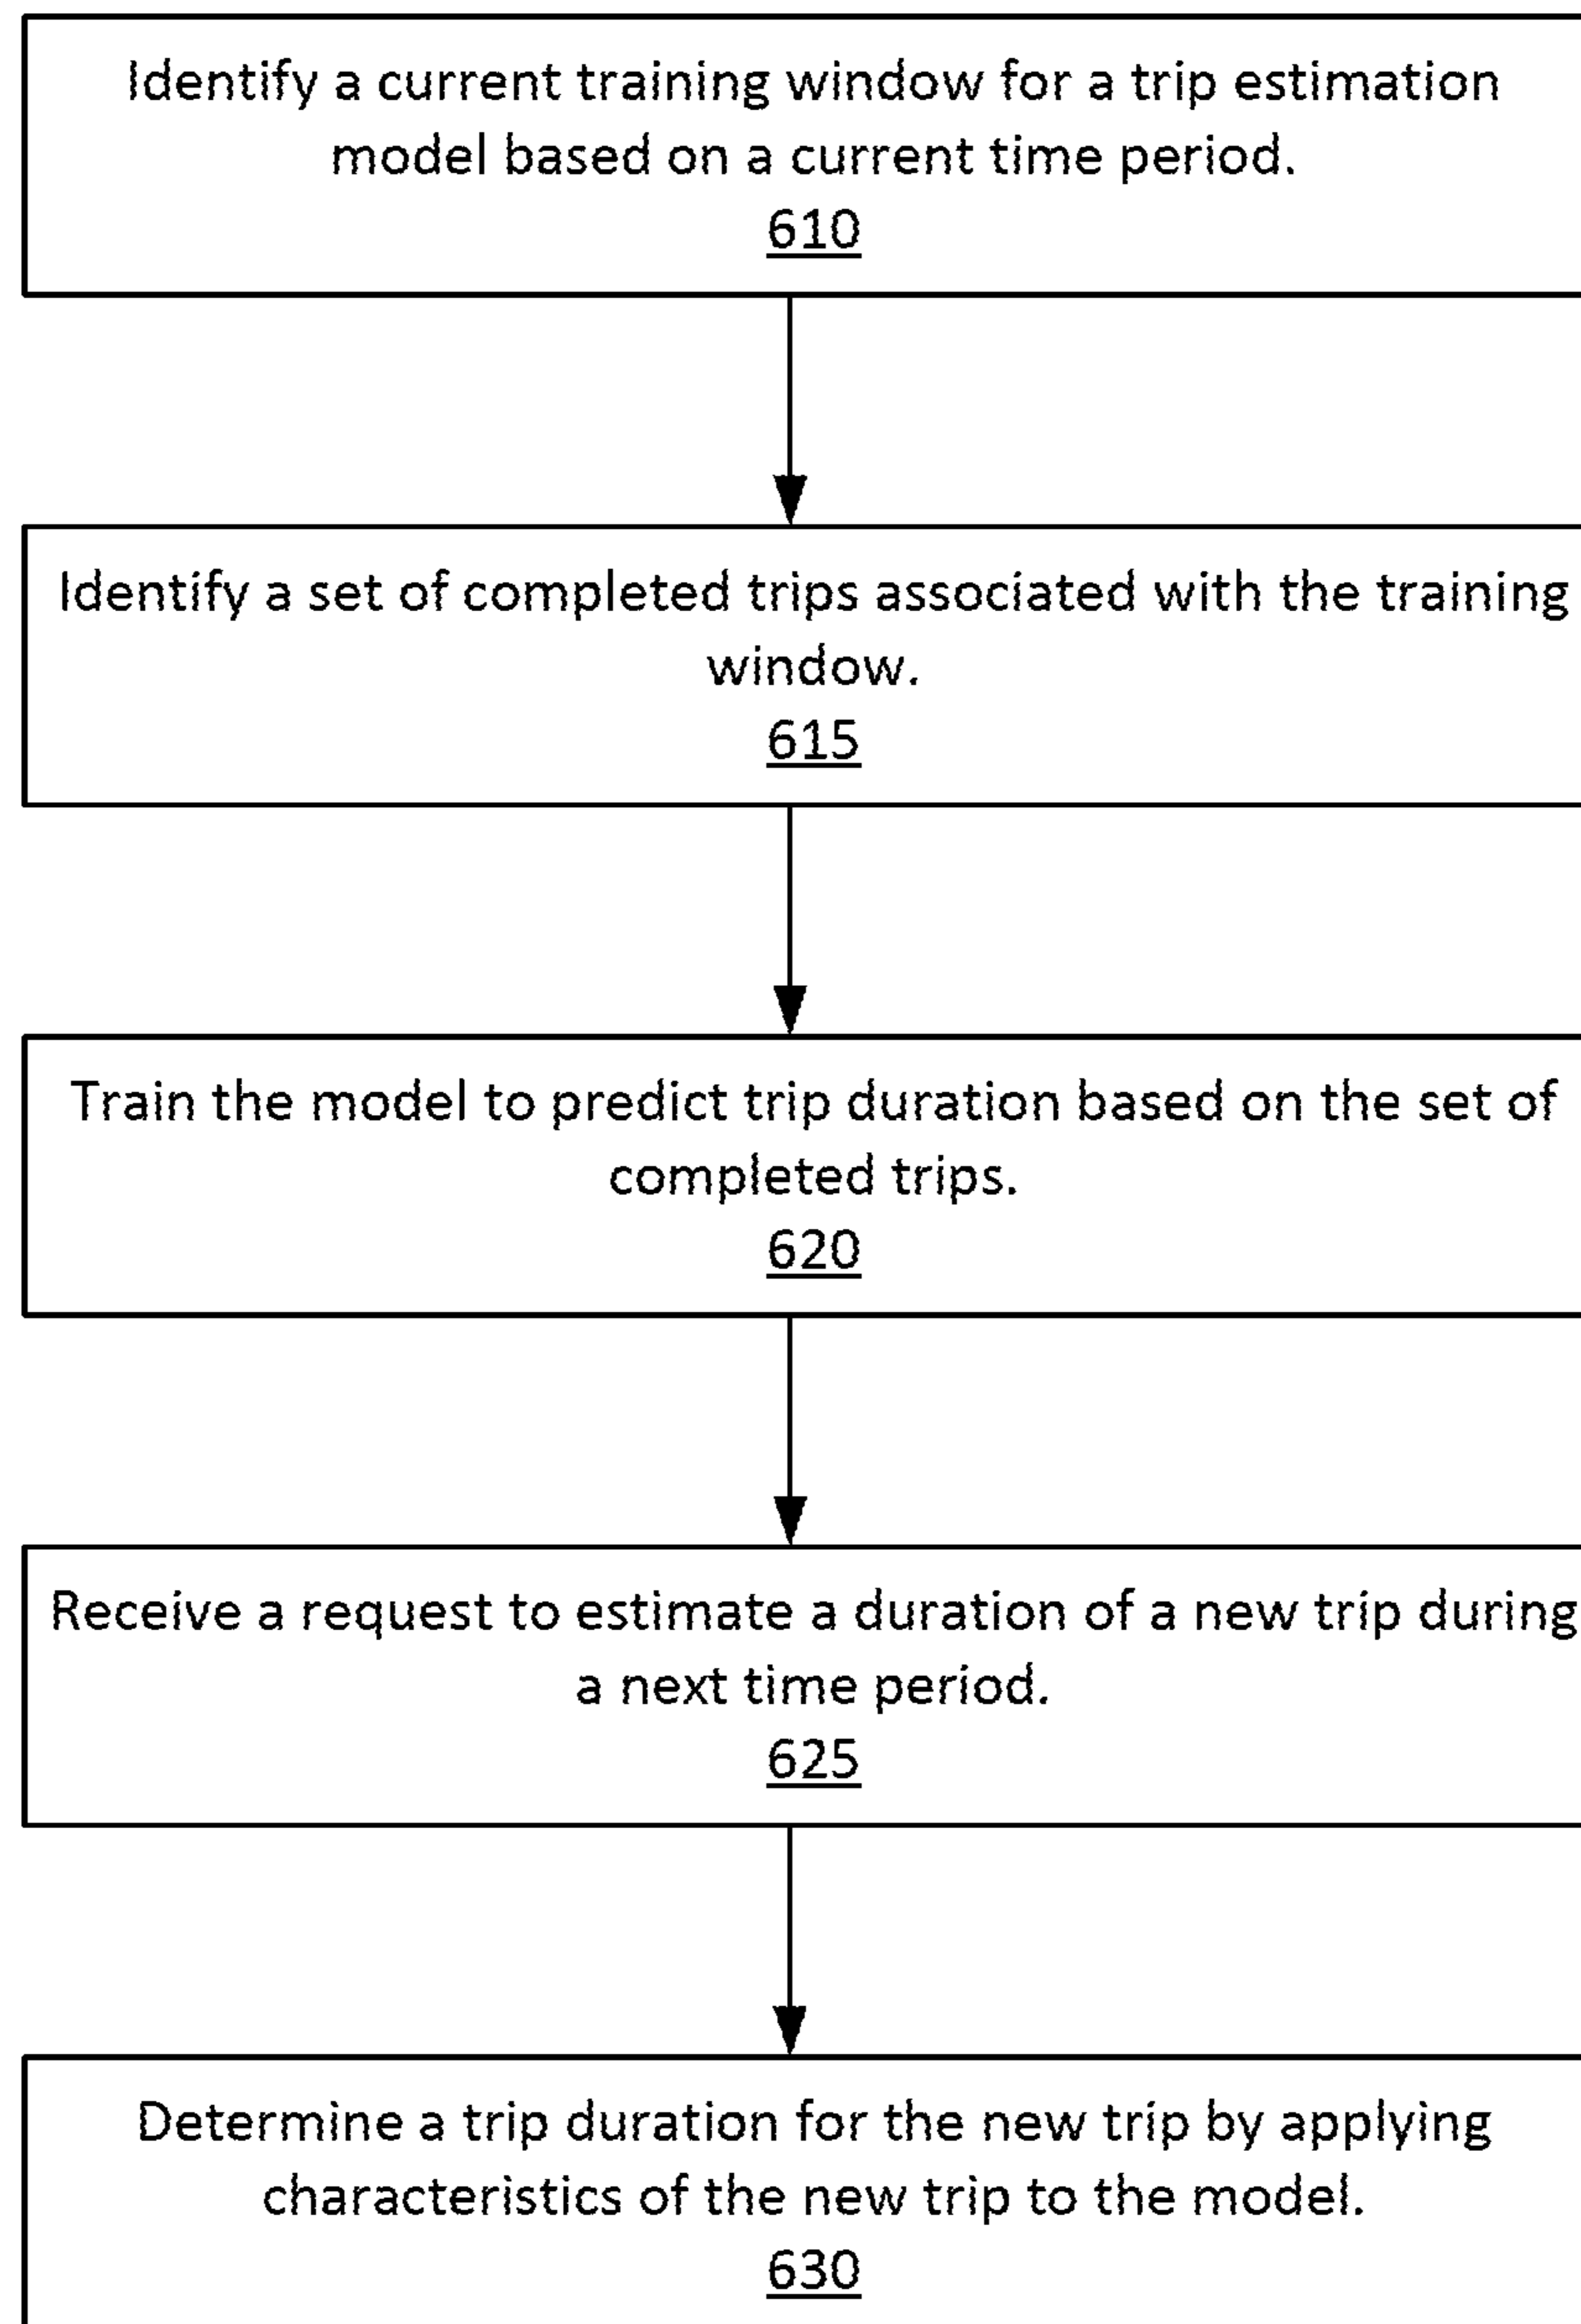 Identify a current training window for a trip estimation
model based on a current time period.
610
Identify a set of completed trips associated with the training
window.
615
Train the model to predict trip duration based on the set of
completed trips.
620
Receive a request to estimate a duration of a new trip during
a next time period.
625
Determine a trip duration for the new trip by applying
characteristics of the new trip to the model.
630